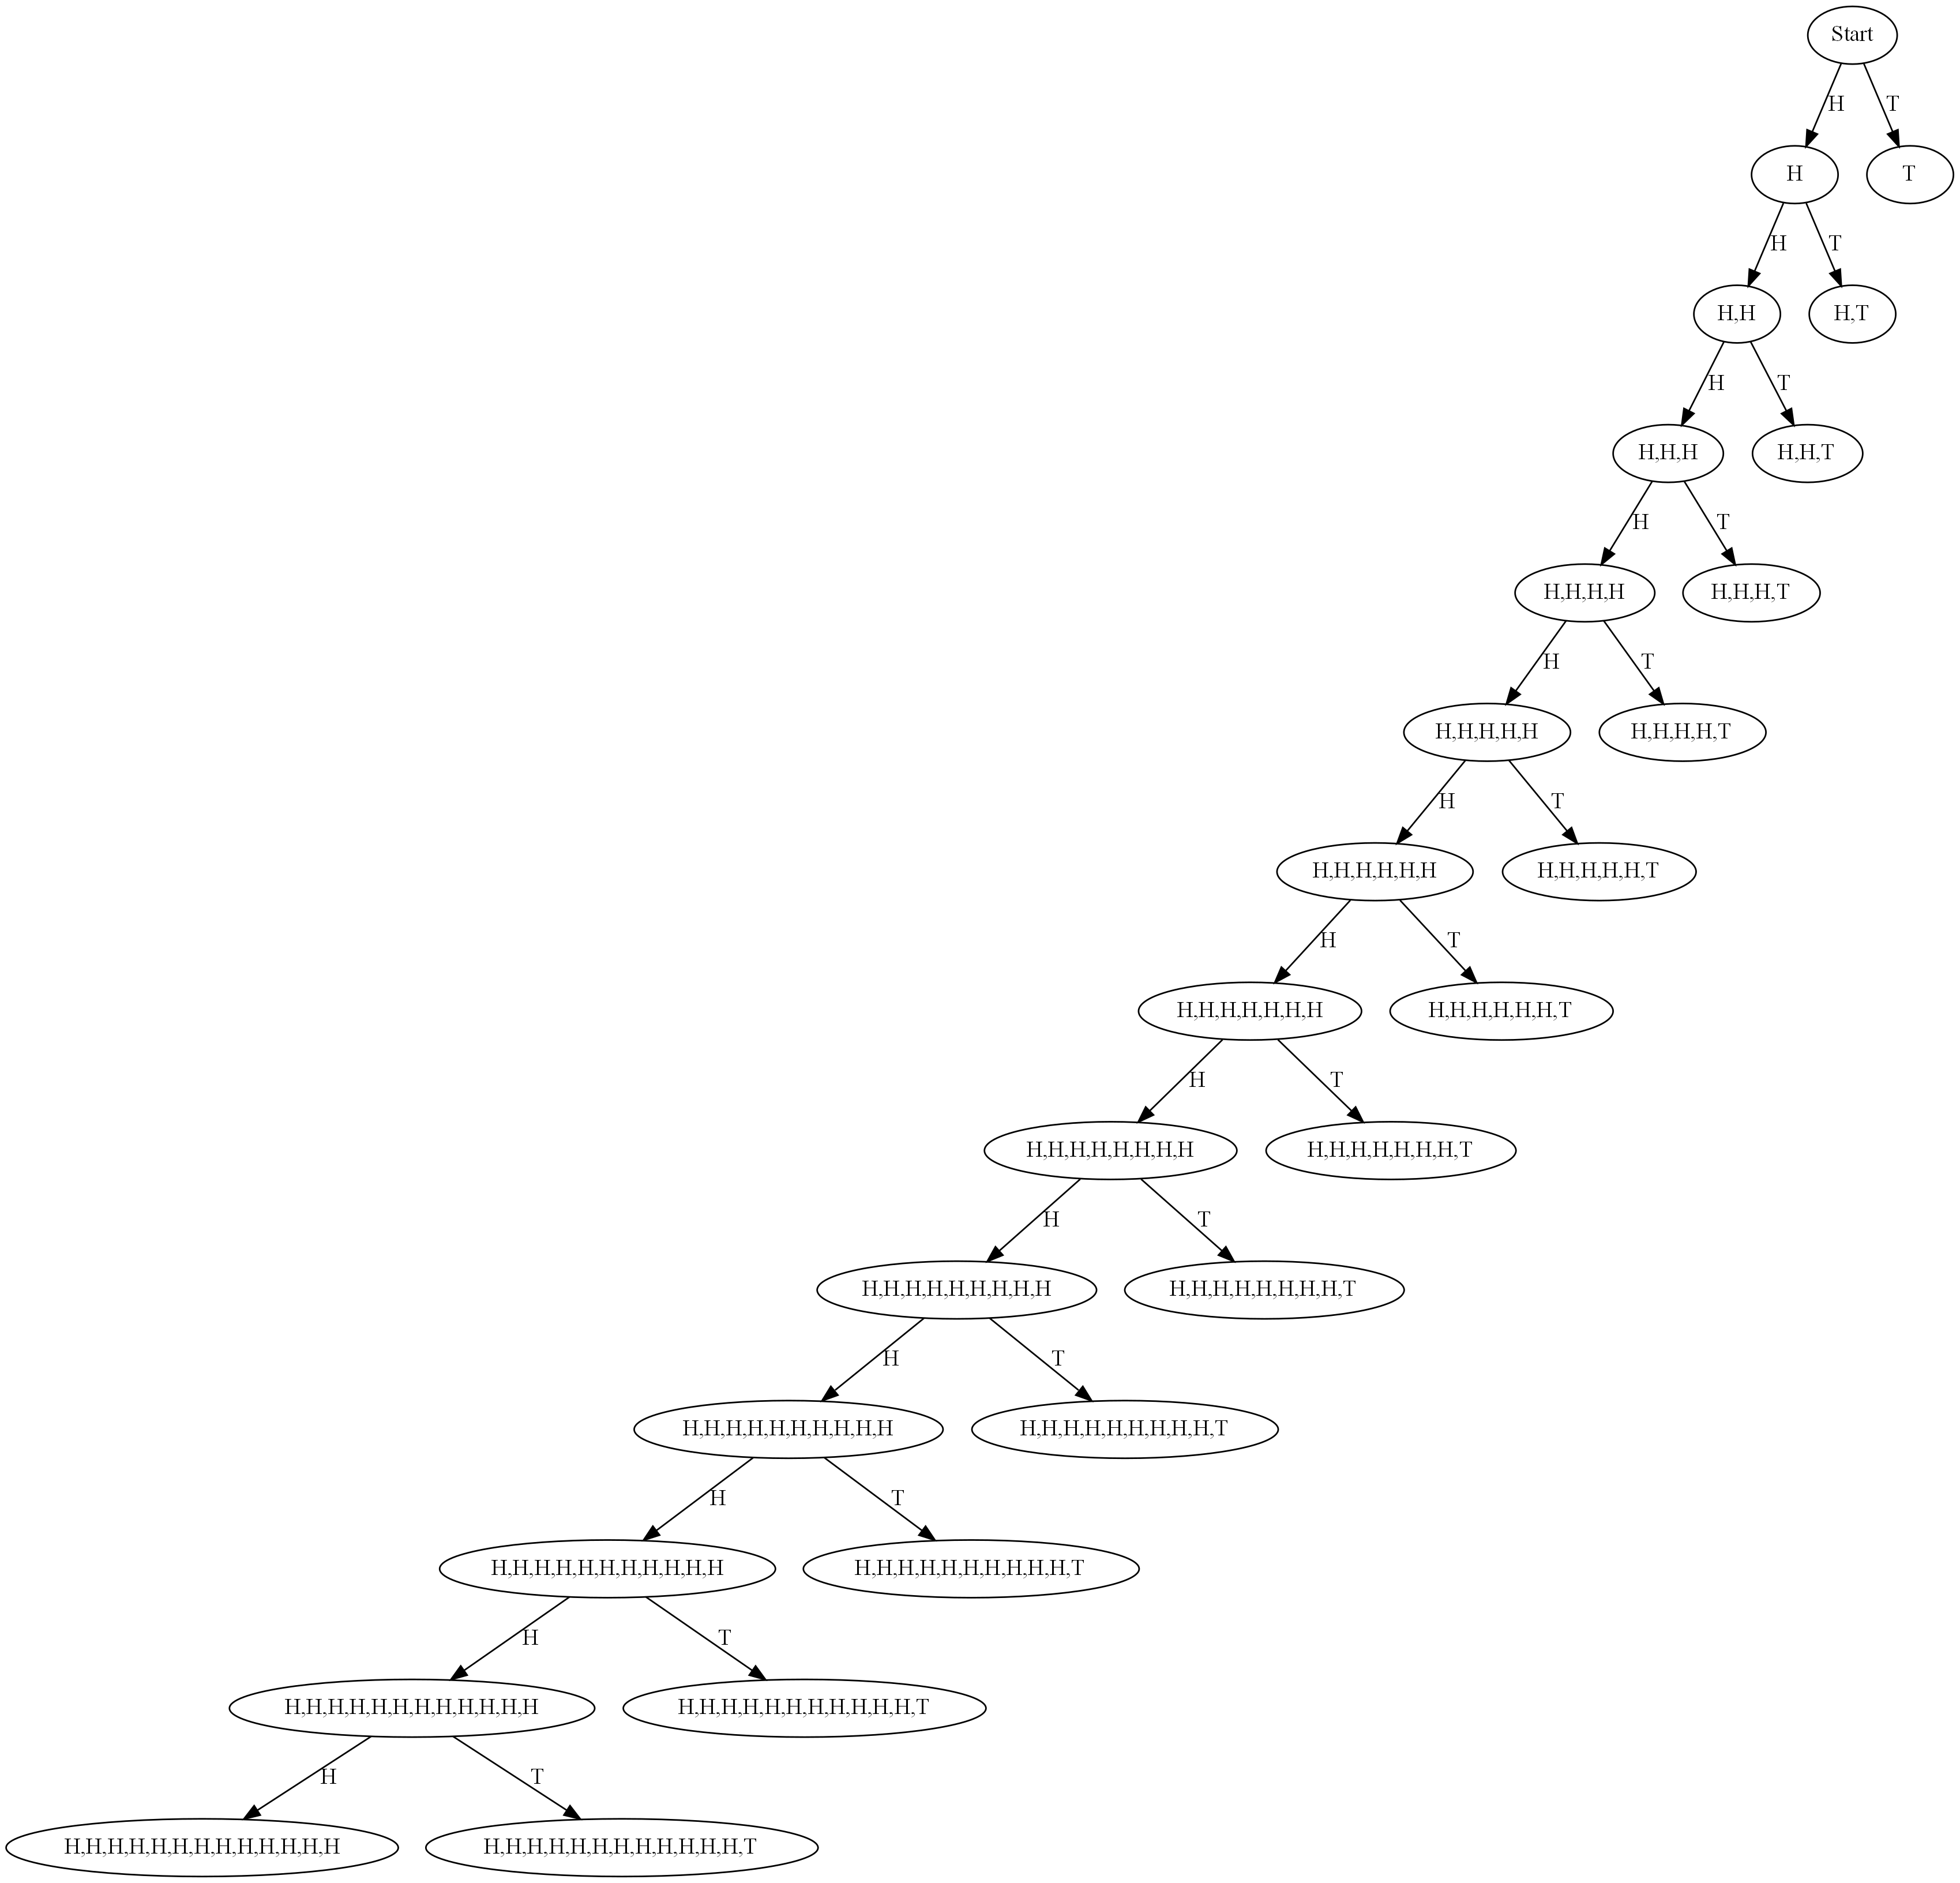 Start
H
T
H
T
H
T
H,H
H,T
H
T
H,H,H
H,H,T
H
T
H,H,H,H
H,H,H,T
H
T
H,H,H,H,H
H,H,H,H,T
H
T
H,H,H,H,H,H
H,H,H,H,H,T
H
T
H,H,H,H,H,H,H
H,H,H,H,H,H,T
H
T
H,H,H,H,H,H,H,H
H,H,H,H,H,H,H,T
H
T
H,H,H,H,H,H,H,H,H
H,H,H,H,H,H,H,H,T
H
T
H,H,H,H,H,H,H,H,H,H
H,H,H,H,H,H,H,H,H,T
H
T
H,H,H,H,H,H,H,H,H,H,H
H,H,H,H,H,H,H,H,H,H,T
H
T
H,H,H,H,H,H,H,H,H,H,H,H
H,H,H,H,H,H,H,H,H,H,H,T
H
T
H,H,H,H,H,H,H,H,H,H,H,H,H
H,H,H,H,H,H,H,H,H,H,H,H,T